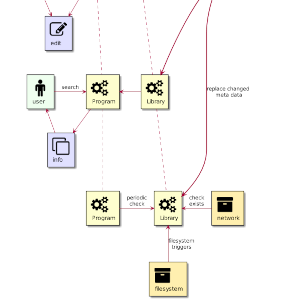 edit
replace changed
meta data
search
user
Program
Library
info
periodic
check
check
exists
Program
Library
network
filesystem
triggers
filesystem